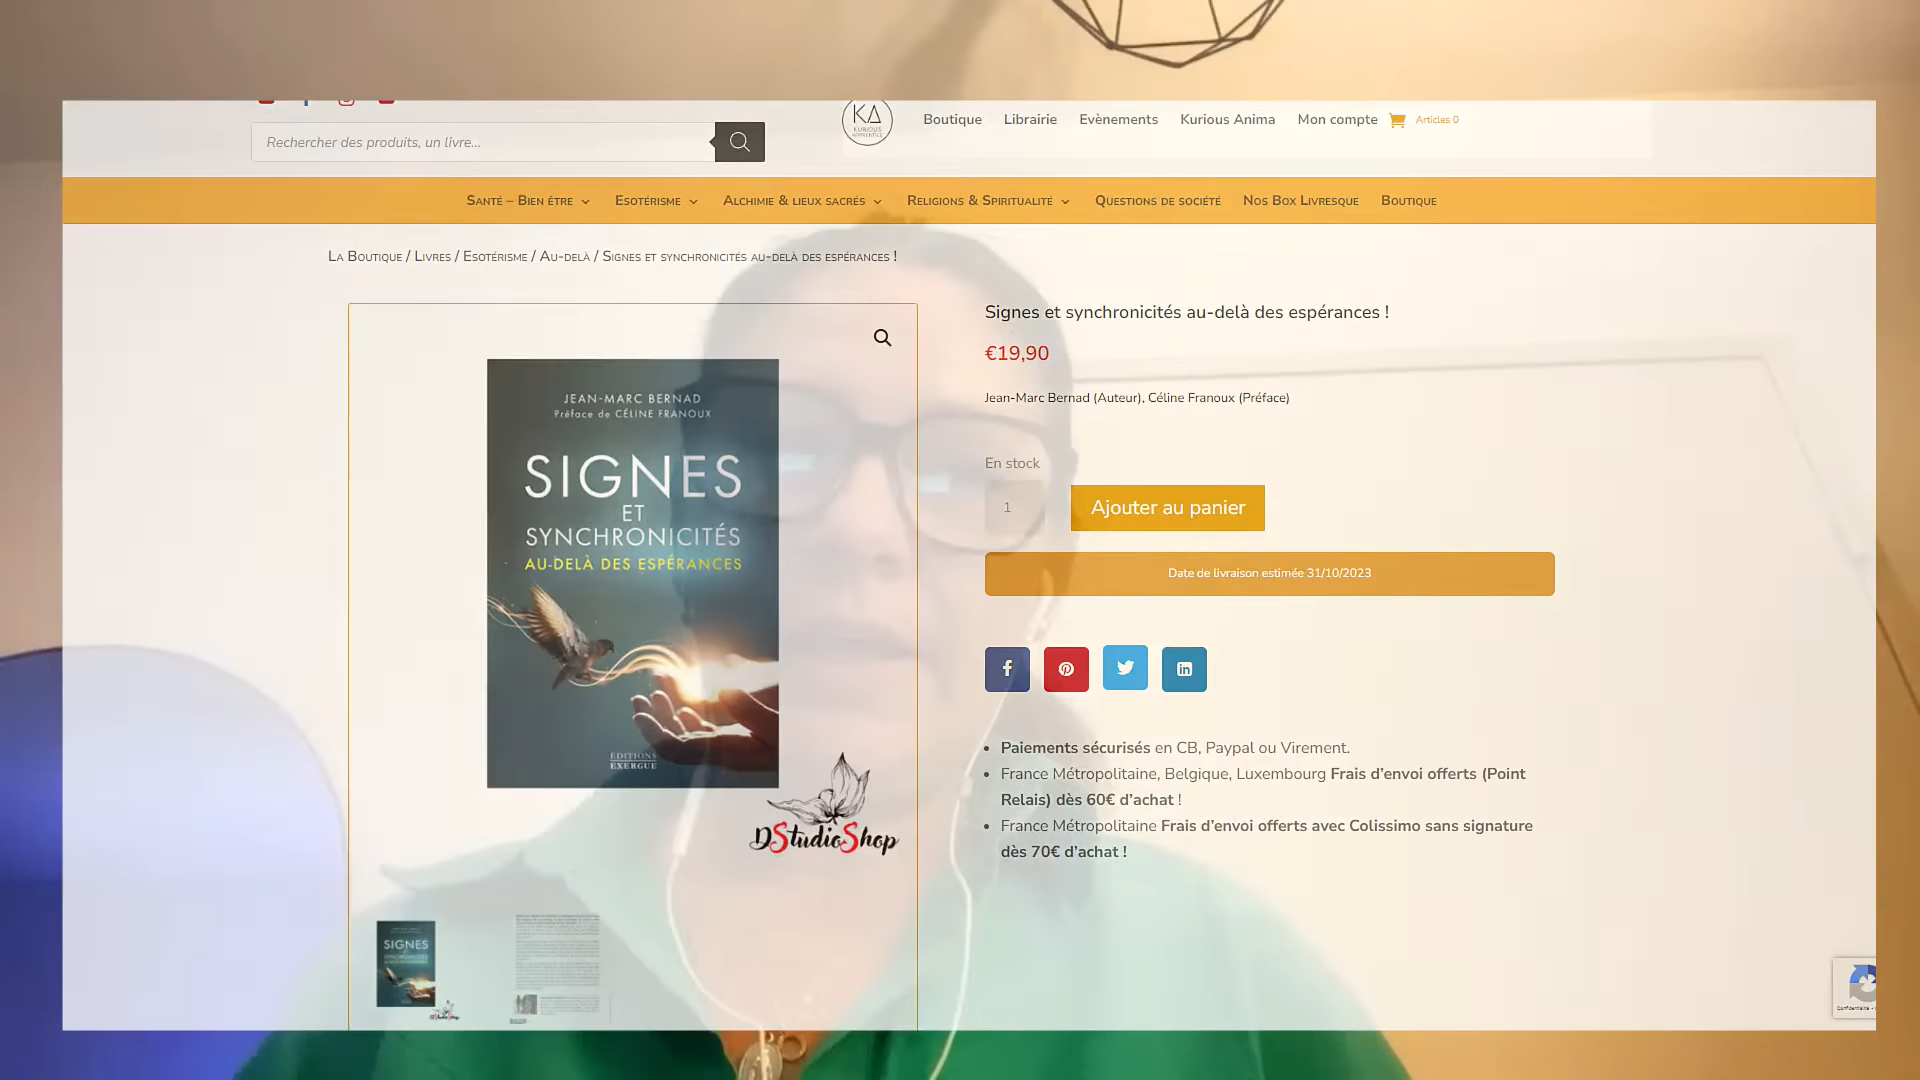 KA
KURIOUS
Rechercher des produits, un livre...
Boutique
Librairie
Evènements
Kurious Anima
Mon compte
Articles 0
Santé – Bien être
Esotérisme
Alchimie & lieux sacrés
Religions & Spiritualité
Questions de société
Nos Box Livresque
Boutique
La Boutique / Livres / Esotérisme / Au-delà / Signes et synchronicités au-delà des espérances !
JEAN-MARC BERNAD
Préface de CÉLINE FRANOUX
SIGNES
ET
SYNCHRONICITÉS
AU-DELÀ DES ESPÉRANCES
EDITIONS
EXERGUE
DStudioShop
SIGNES
Signes et synchronicités au-delà des espérances !
€19,90
Jean-Marc Bernad (Auteur), Céline Franoux (Préface)
En stock
1
Ajouter au panier
Date de livraison estimée 31/10/2023
Paiements sécurisés en CB, Paypal ou Virement.
France Métropolitaine, Belgique, Luxembourg Frais d'envoi offerts (Point
Relais) dès 60€ d'achat !
France Métropolitaine Frais d'envoi offerts avec Colissimo sans signature
dès 70€ d'achat !